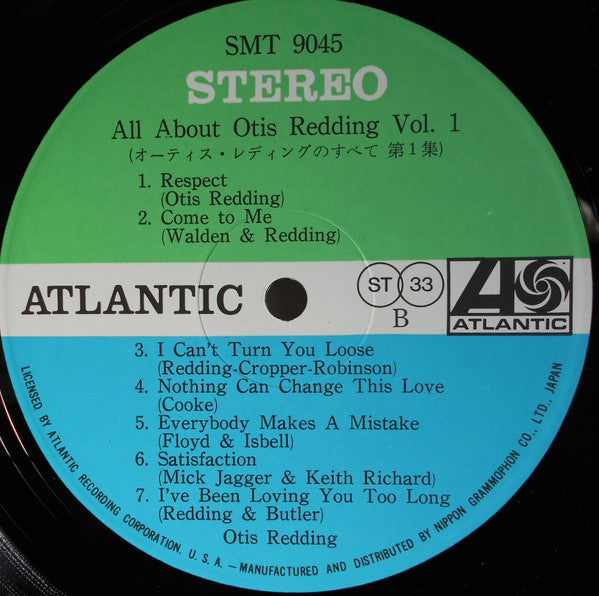 SMT 9045
STEREO
All About Otis Redding Vol. 1
(オーティス・レディングのすべて 第1集)
1. Respect
(Otis Redding)
2. Come to Me
(Walden & Redding)
ATLANTIC
ST 33
B
ATLANTIC
3. I Can't Turn You Loose
(Redding-Cropper-Robinson)
4. Nothing Can Change This Love
(Cooke)
5. Everybody Makes A Mistake
(Floyd & Isbell)
6. Satisfaction
(Mick Jagger & Keith Richard)
7. I've Been Loving You Too Long
(Redding & Butler)
Otis Redding
LICENSED BY ATLANTIC RECORDING CORPORATION. U. S. A. —MANUFACTURED AND DISTRIBUTED BY NIPPON GRAMMOPHON CO., LTD., JAPAN